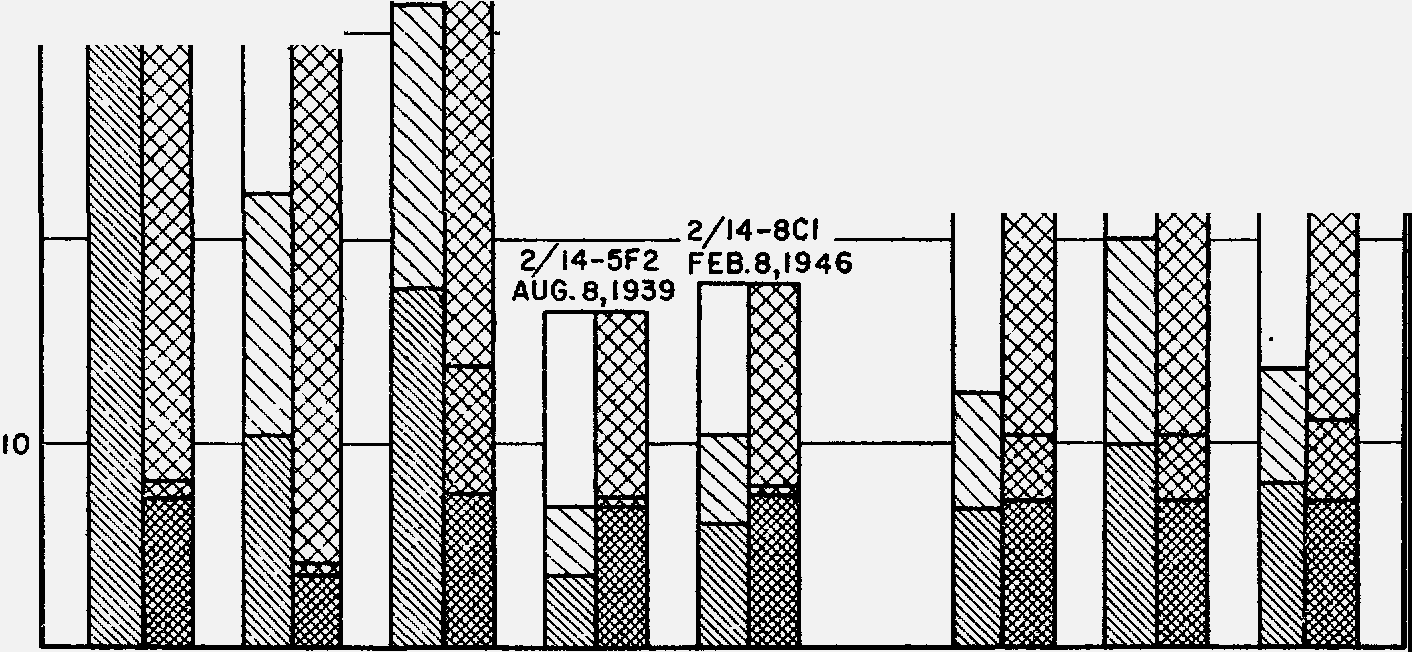 2/14-8C1
FEB. 8, 1946
2/14-5F2
AUG. 8, 1939
10